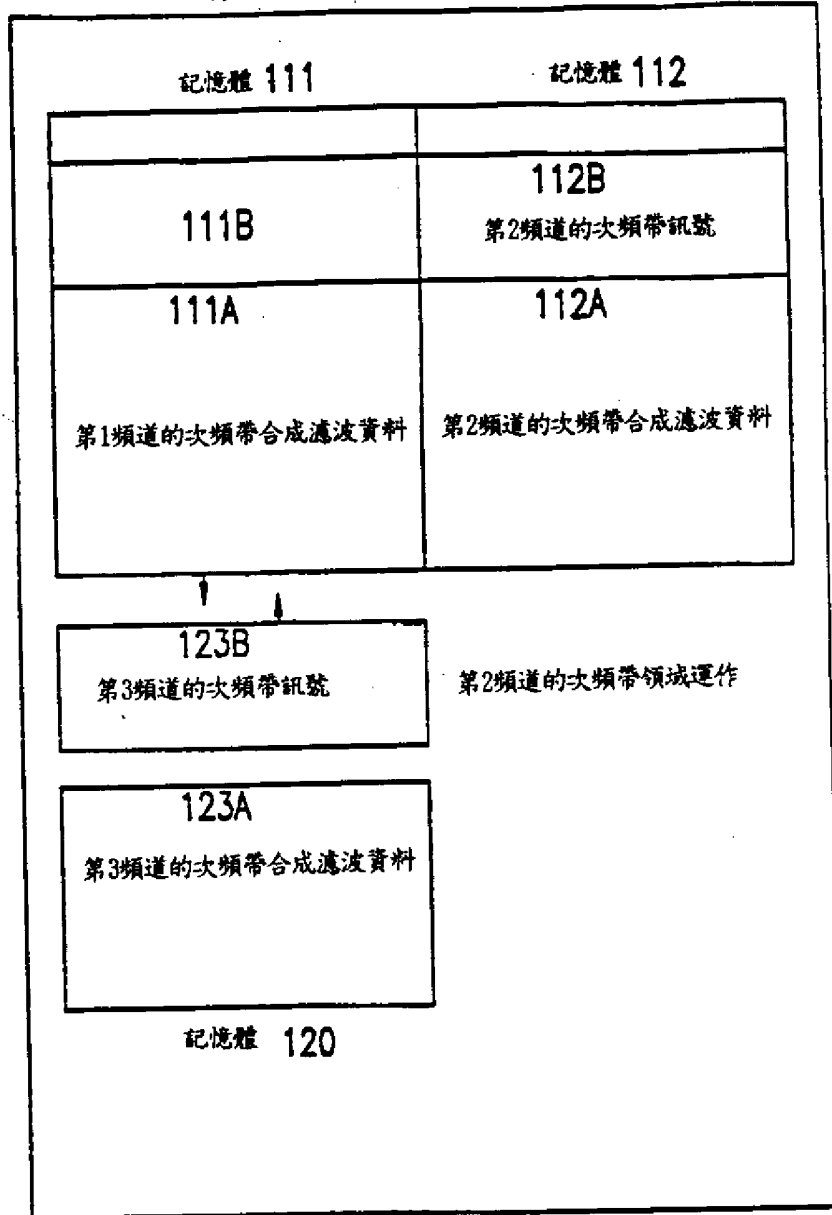 記憶體 111
記憶體 112
112B
第2頻道的次頻帶訊號
111B
111A
第1頻道的次頻帶合成濾波資料
112A
第2頻道的次頻帶合成濾波資料
123B
第3頻道的次頻帶訊號
第2頻道的次頻帶領域運作
123A
第3頻道的次頻帶合成濾波資料
記憶體 120